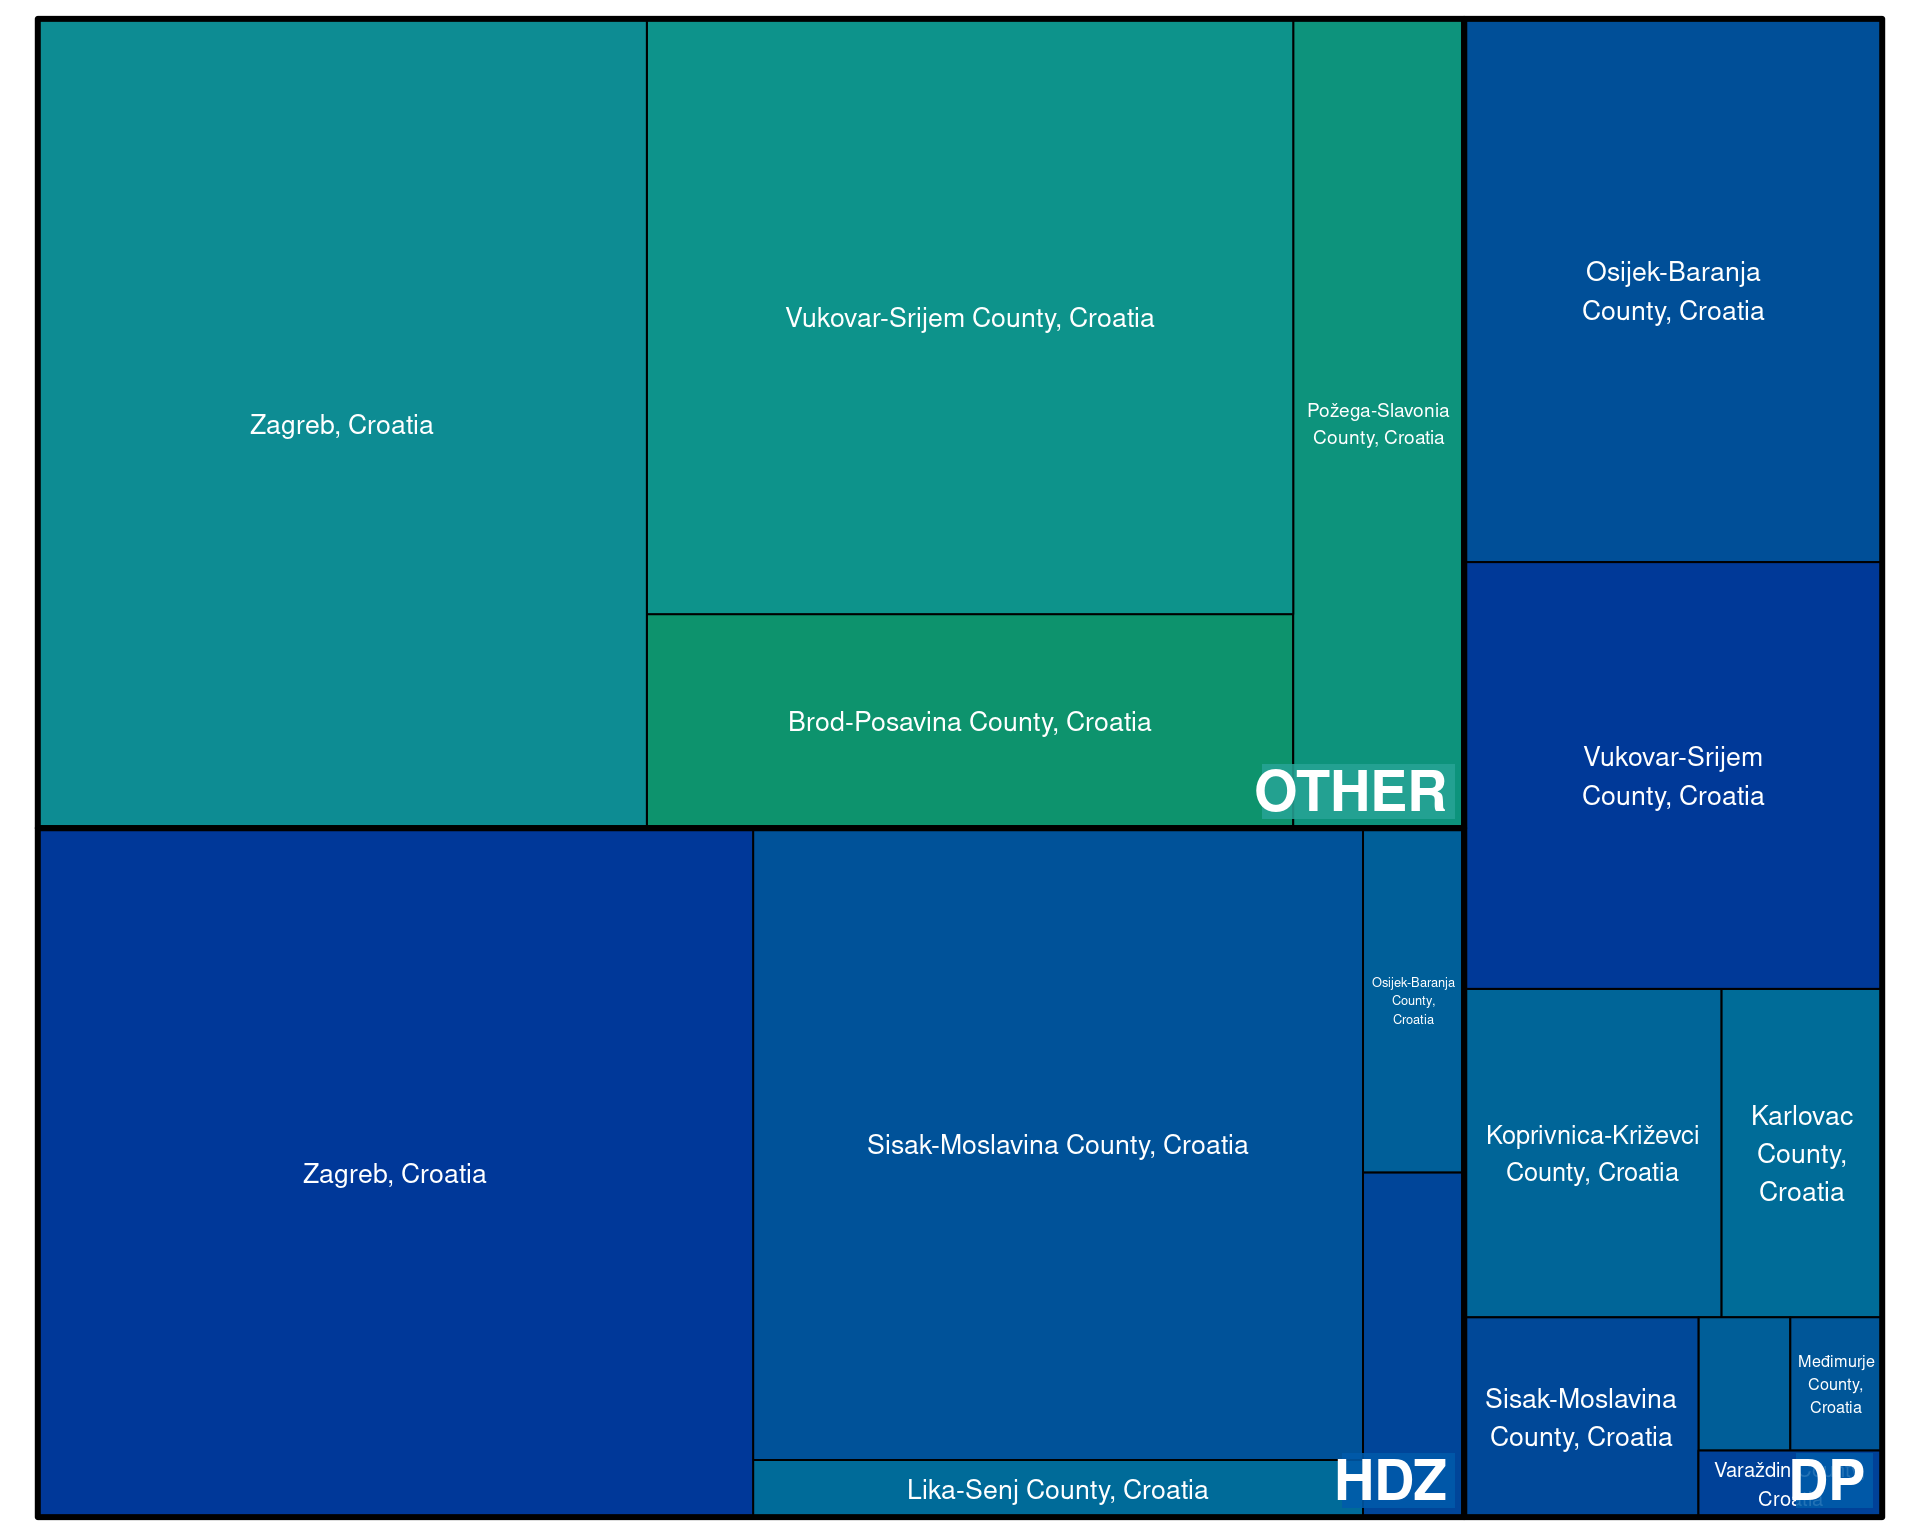 Zagreb, Croatia
Vukovar-Srijem County, Croatia
Požega-Slavonia
County, Croatia
Brod-Posavina County, Croatia
OTHER
Osijek-Baranja
County, Croatia
Vukovar-Srijem
County, Croatia
Zagreb, Croatia
Sisak-Moslavina County, Croatia
Osijek-Baranja
County,
Croatia
Lika-Senj County, Croatia
HDZ
Koprivnica-Križevci
County, Croatia
Karlovac
County,
Croatia
Sisak-Moslavina
County, Croatia
Međimurje
County,
Croatia
Varaždin
Croatia
DP